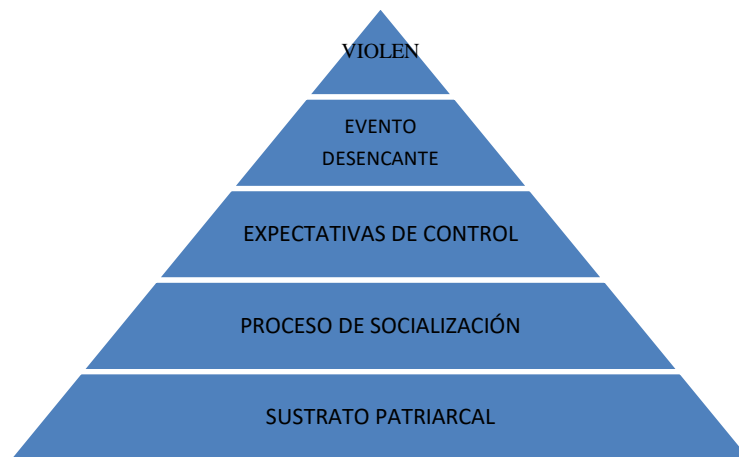 VIOLEN
EVENTO
DESENCANTE
EXPECTATIVAS DE CONTROL
PROCESO DE SOCIALIZACIÓN
SUSTRATO PATRIARCAL